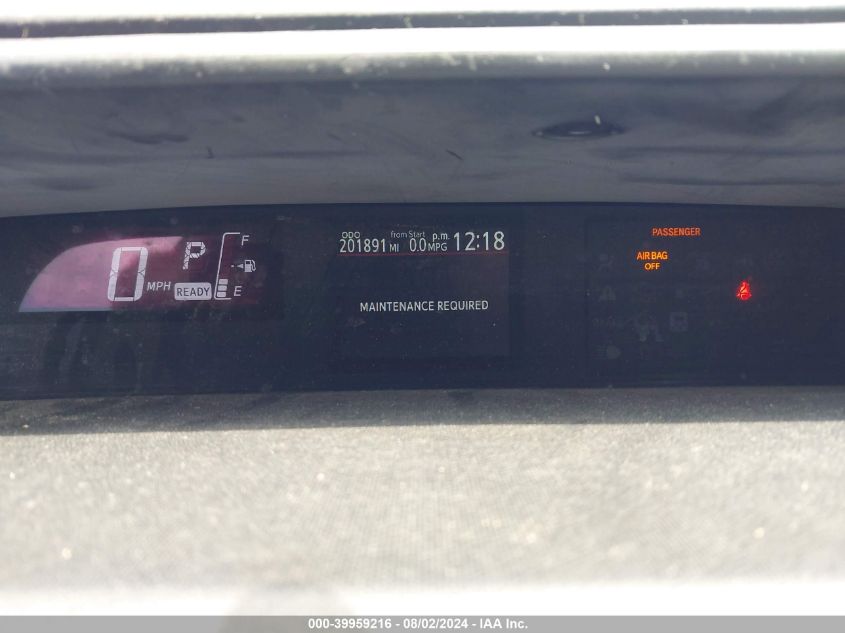 0 MPH
P
READY
F
E
ODO
201891 MI
from Start
0.0 MPG
p.m. 12:18
MAINTENANCE REQUIRED
PASSENGER
AIR BAG
OFF
000-39959216 - 08/02/2024 - IAA Inc.